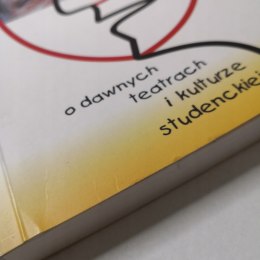 o dawnych
teatrach
i kulturze
studenckiej